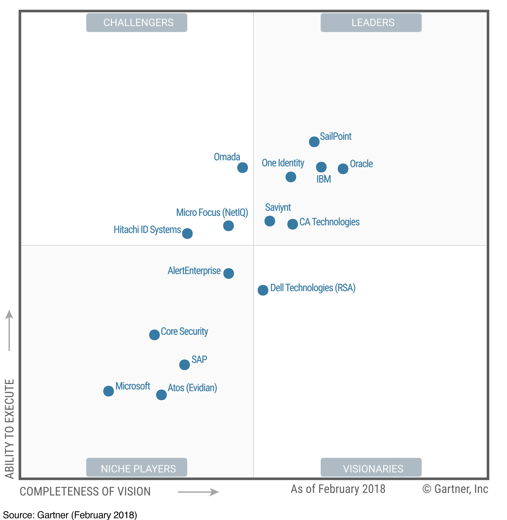 CHALLENGERS
LEADERS
SailPoint
Omada
One Identity
Oracle
IBM
Saviynt
Micro Focus (NetIQ)
CA Technologies
Hitachi ID Systems
AlertEnterprise
Dell Technologies (RSA)
Core Security
SAP
Microsoft
Atos (Evidian)
ABILITY TO EXECUTE
NICHE PLAYERS
VISIONARIES
COMPLETENESS OF VISION
As of February 2018
© Gartner, Inc
Source: Gartner (February 2018)